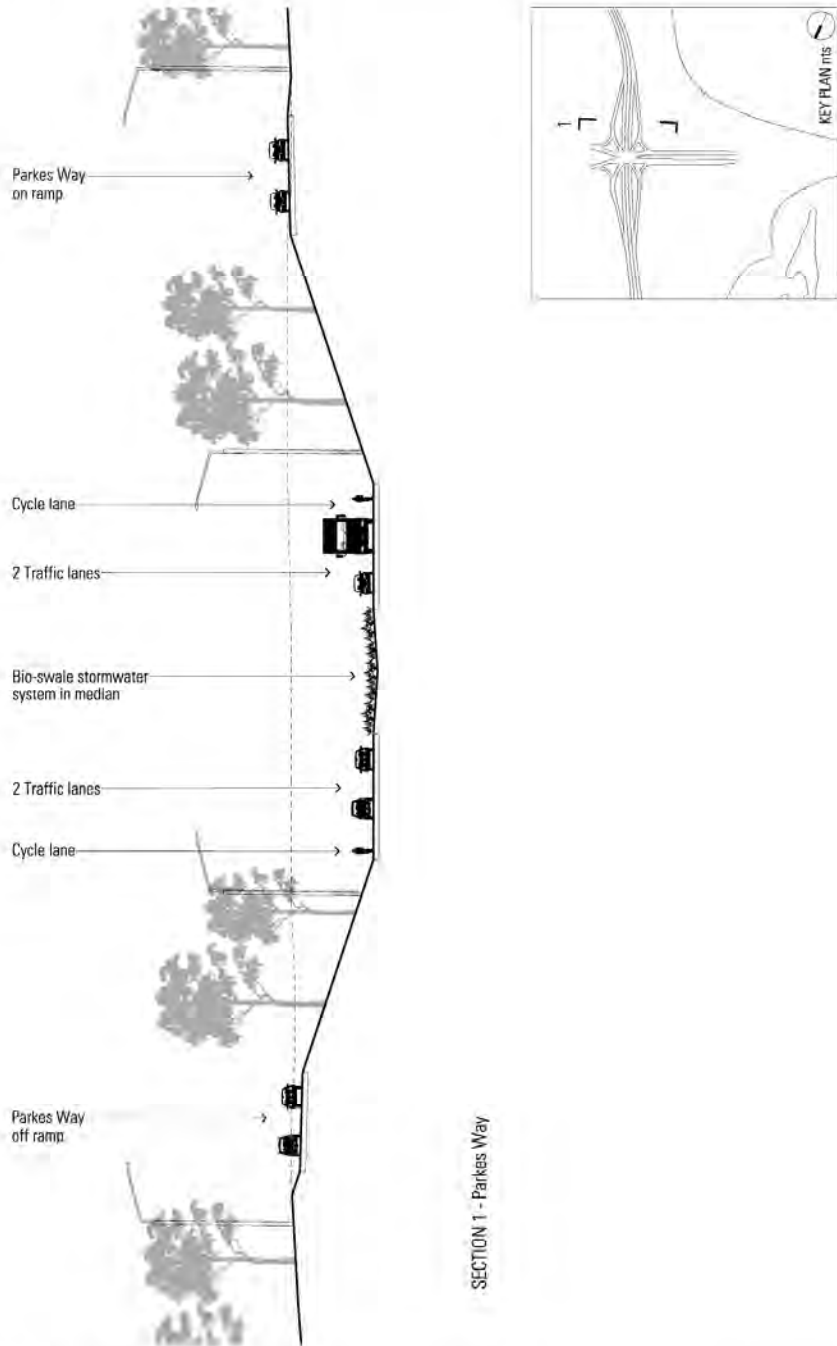 Parkes Way
on ramp
Cycle lane
2 Traffic lanes
Bio-swale stormwater
system in median
2 Traffic lanes
Cycle lane
Parkes Way
off ramp
SECTION 1 - Parkes Way
1
KEY PLAN nts